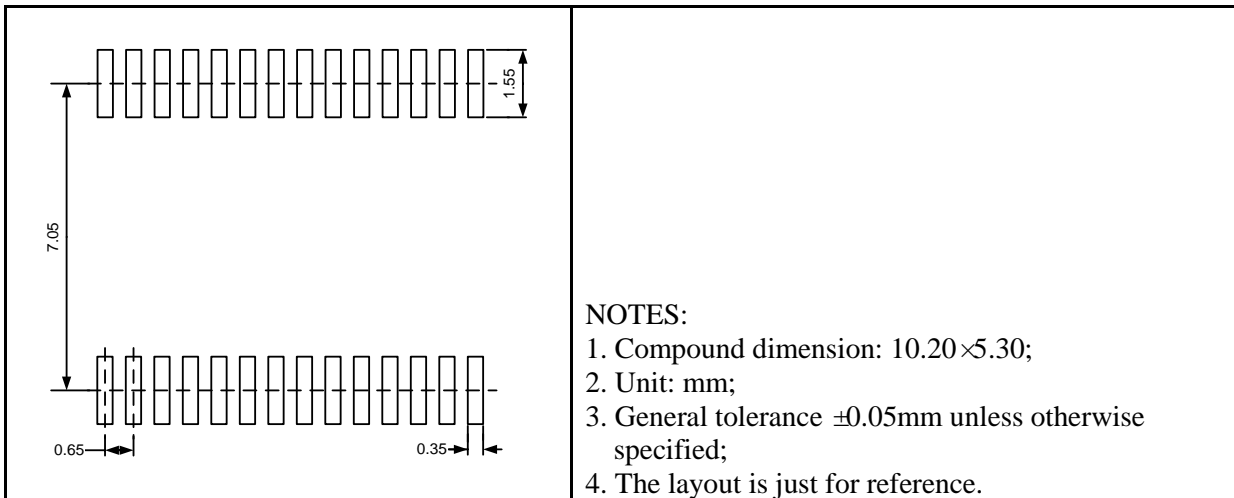 1.55
7.05
0.65
0.35
NOTES:
1. Compound dimension: 10.20×5.30;
2. Unit: mm;
3. General tolerance ±0.05mm unless otherwise
specified;
4. The layout is just for reference.